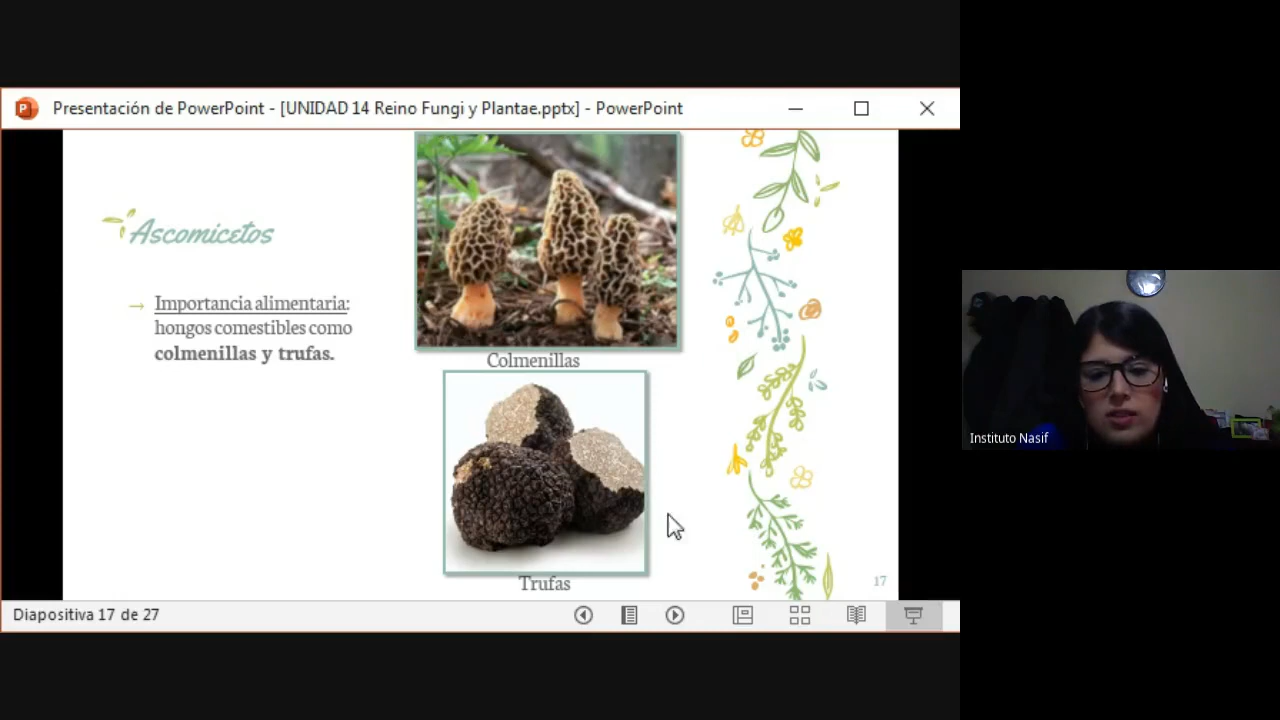 Presentación de PowerPoint - [UNIDAD 14 Reino Fungi y Plantae.pptx] - PowerPoint
Ascomicetos
→ Importancia alimentaria:
hongos comestibles como
colmenillas y trufas.
Colmenillas
Trufas
17
Diapositiva 17 de 27
Instituto Nasif